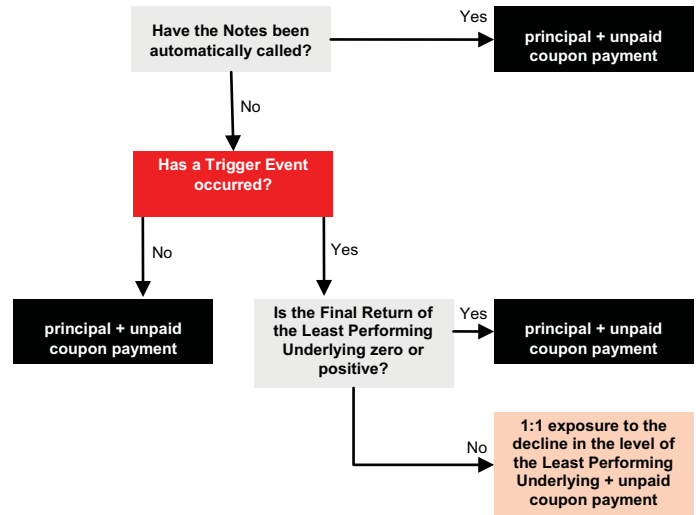 Have the Notes been
automatically called?
Yes
principal + unpaid
coupon payment
No
Has a Trigger Event
occurred?
No
Yes
principal + unpaid
coupon payment
Is the Final Return of
the Least Performing
Underlying zero or
positive?
Yes
principal + unpaid
coupon payment
No
1:1 exposure to the
decline in the level of
the Least Performing
Underlying + unpaid
coupon payment